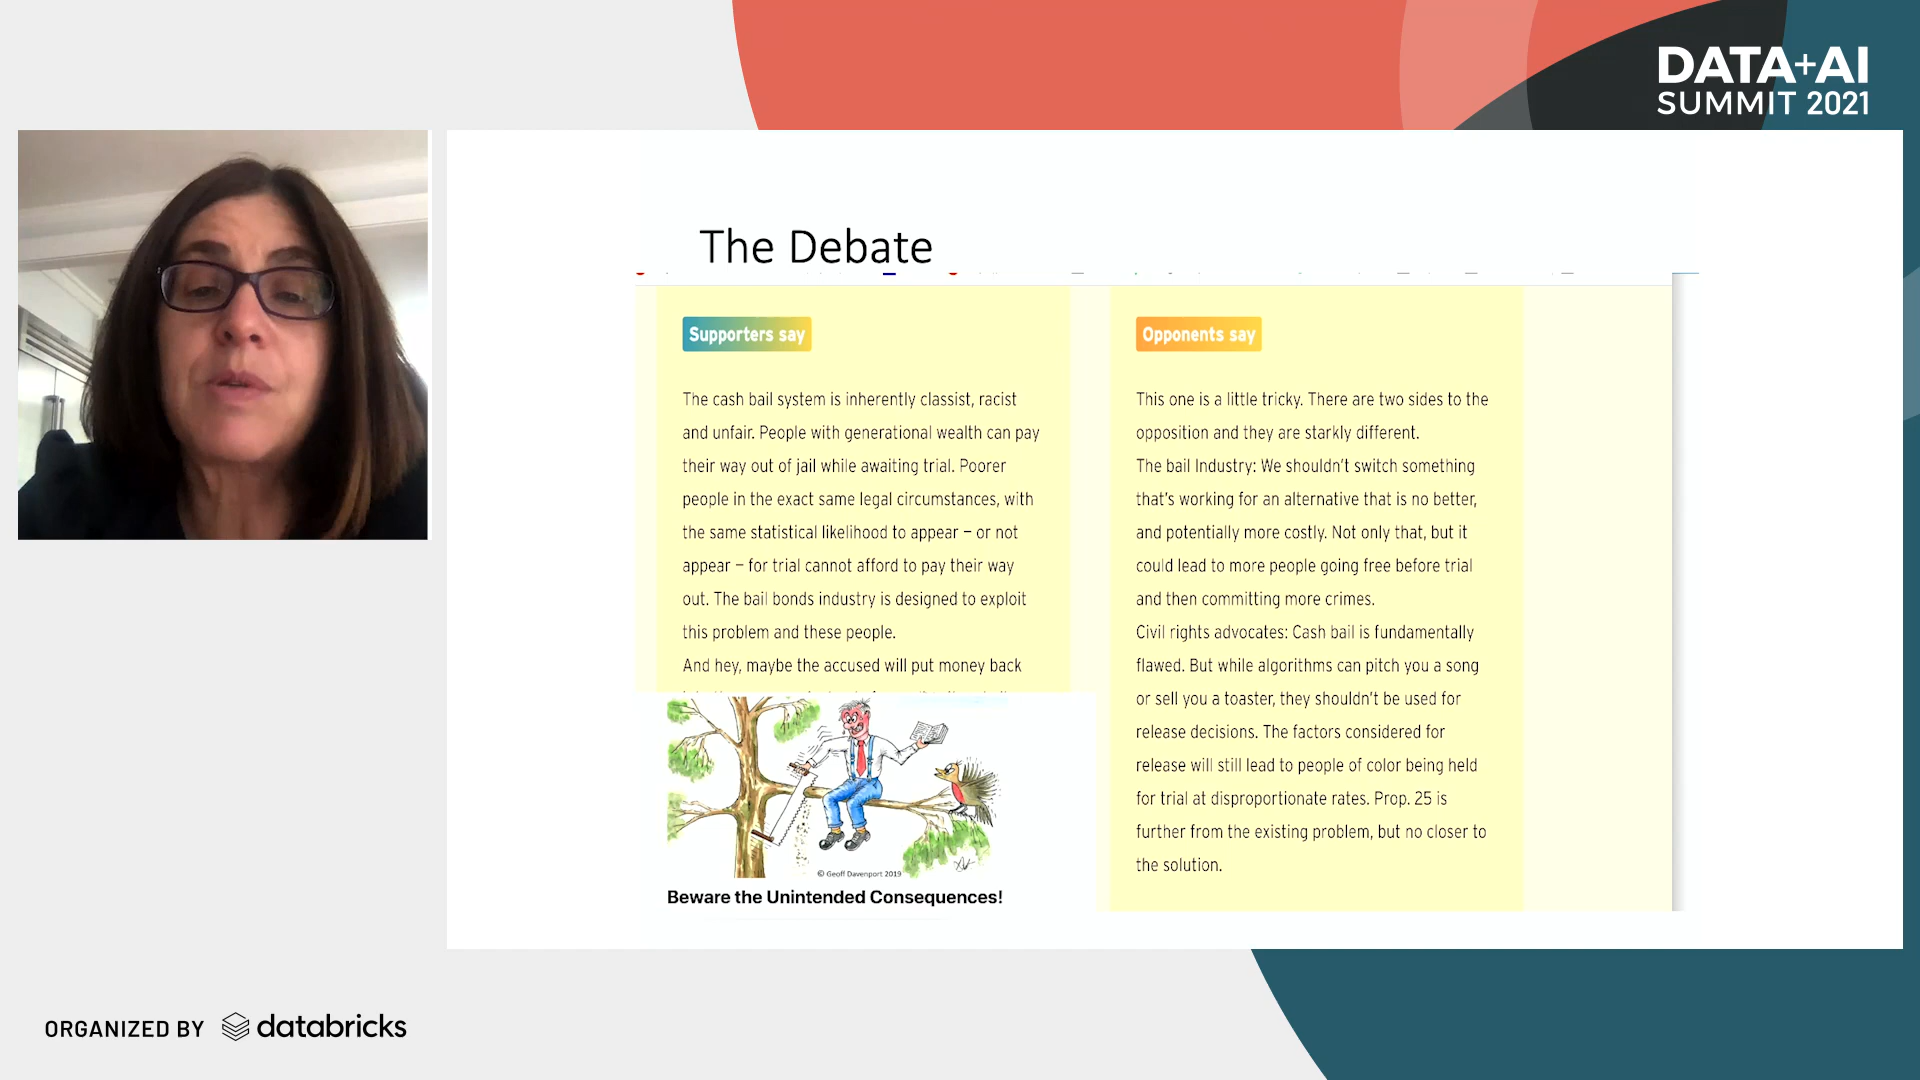 DATA+AI
SUMMIT 2021
The Debate
Supporters say
The cash bail system is inherently classist, racist
and unfair. People with generational wealth can pay
their way out of jail while awaiting trial. Poorer
people in the exact same legal circumstances, with
the same statistical likelihood to appear – or not
appear – for trial cannot afford to pay their way
out. The bail bonds industry is designed to exploit
this problem and these people.
And hey, maybe the accused will put money back
© Geoff Davenport 2019
Beware the Unintended Consequences!
Opponents say
This one is a little tricky. There are two sides to the
opposition and they are starkly different.
The bail Industry: We shouldn't switch something
that's working for an alternative that is no better,
and potentially more costly. Not only that, but it
could lead to more people going free before trial
and then committing more crimes.
Civil rights advocates: Cash bail is fundamentally
flawed. But while algorithms can pitch you a song
or sell you a toaster, they shouldn't be used for
release decisions. The factors considered for
release will still lead to people of color being held
for trial at disproportionate rates. Prop. 25 is
further from the existing problem, but no closer to
the solution.
ORGANIZED BY databricks